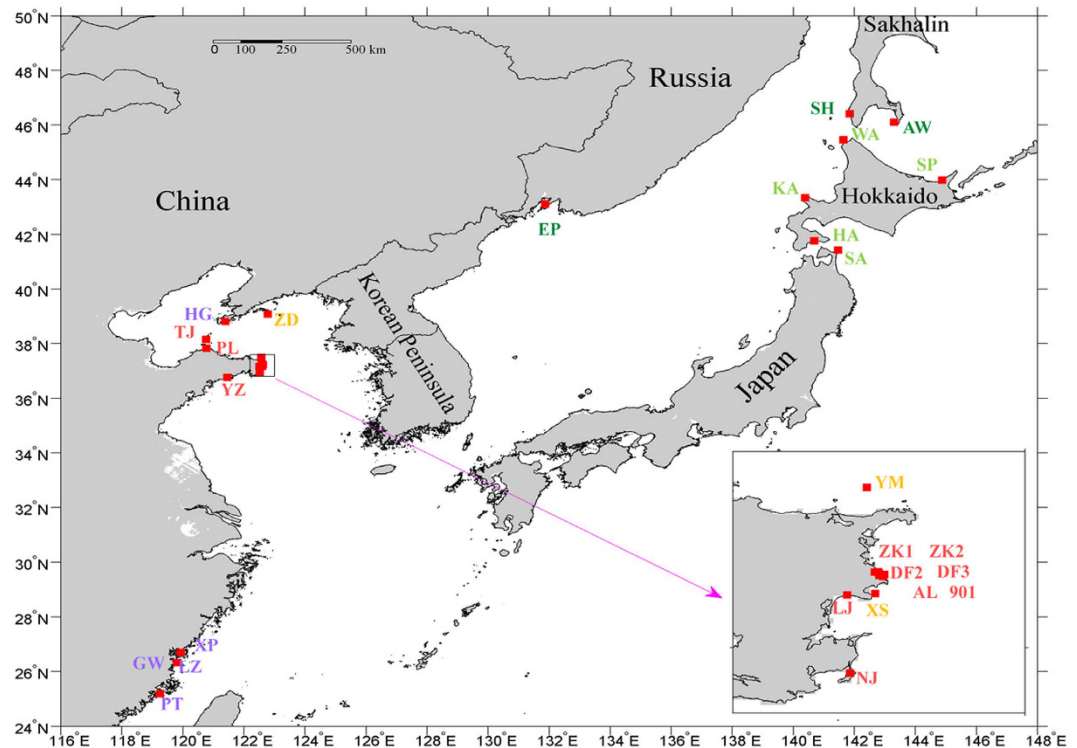 50°N
48°N
46°N
44°N
42°N
40°N
38°N
36°N
34°N
32°N
30°N
28°N
26°N
24°N
0 100 250 500 km
Sakhalin
Russia
SH
AW
WA
SP
China
KA
Hokkaido
EP
HA
SA
Korean Peninsula
HG
ZD
TJ
PL
YZ
Japan
YM
ZK1 ZK2
DF2 DF3
AL 901
LJ
XS
NJ
XP
GW
LZ
PT
116°E 118°E 120°E 122°E 124°E 126°E 128°E 130°E 132°E 134°E 136°E 138°E 140°E 142°E 144°E 146°E 148°E